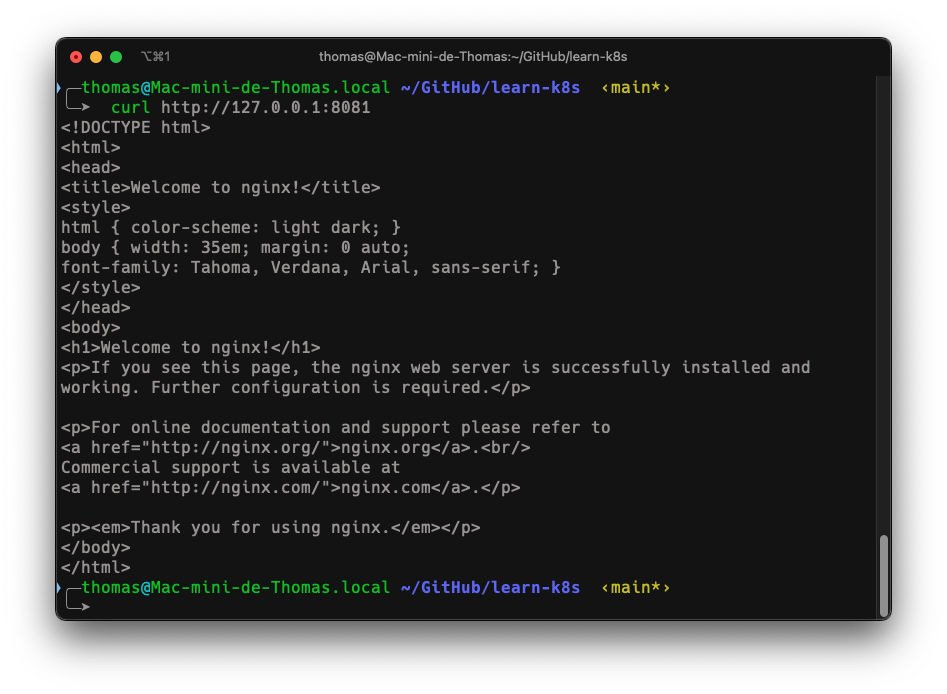 ⌥⌘1
thomas@Mac-mini-de-Thomas:~/GitHub/learn-k8s
thomas@Mac-mini-de-Thomas.local ~/GitHub/learn-k8s ‹main*›
curl http://127.0.0.1:8081
<!DOCTYPE html>
<html>
<head>
<title>Welcome to nginx!</title>
<style>
html { color-scheme: light dark; }
body { width: 35em; margin: 0 auto;
font-family: Tahoma, Verdana, Arial, sans-serif; }
</style>
</head>
<body>
<h1>Welcome to nginx!</h1>
<p>If you see this page, the nginx web server is successfully installed and
working. Further configuration is required.</p>
<p>For online documentation and support please refer to
<a href="http://nginx.org/">nginx.org</a>.<br/>
Commercial support is available at
<a href="http://nginx.com/">nginx.com</a>.</p>
<p><em>Thank you for using nginx.</em></p>
</body>
</html>
thomas@Mac-mini-de-Thomas.local ~/GitHub/learn-k8s ‹main*›